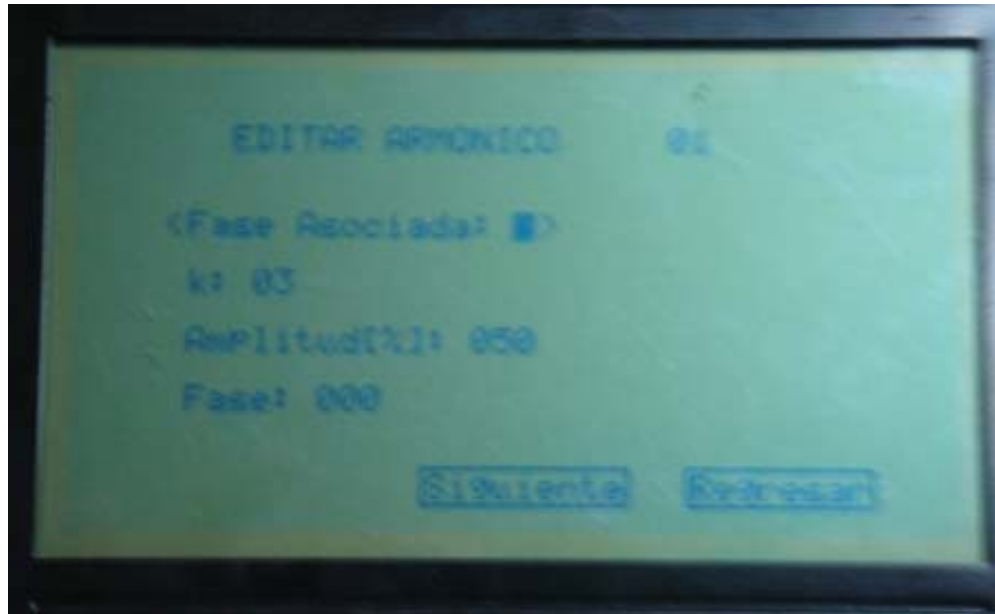 EDITAR ARMONICO 01
<Fase Asociada: >
k: 03
Amplitud[%]: 050
Fase: 000
Siguiente Regresar